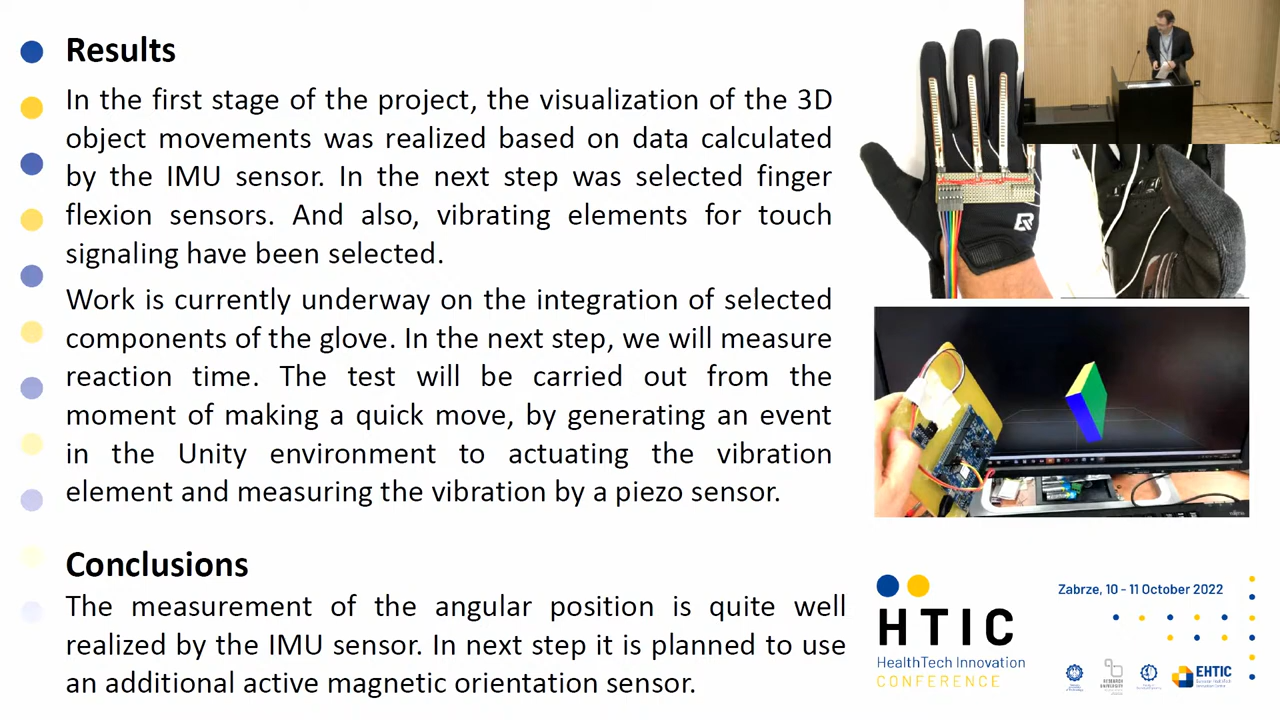 Results
In the first stage of the project, the visualization of the 3D
object movements was realized based on data calculated
by the IMU sensor. In the next step was selected finger
flexion sensors. And also, vibrating elements for touch
signaling have been selected.
Work is currently underway on the integration of selected
components of the glove. In the next step, we will measure
reaction time. The test will be carried out from the
moment of making a quick move, by generating an event
in the Unity environment to actuating the vibration
element and measuring the vibration by a piezo sensor.
Conclusions
The measurement of the angular position is quite well
realized by the IMU sensor. In next step it is planned to use
an additional active magnetic orientation sensor.
HTIC
HealthTech Innovation
CONFERENCE
Zabrze, 10 - 11 October 2022
EHTIC